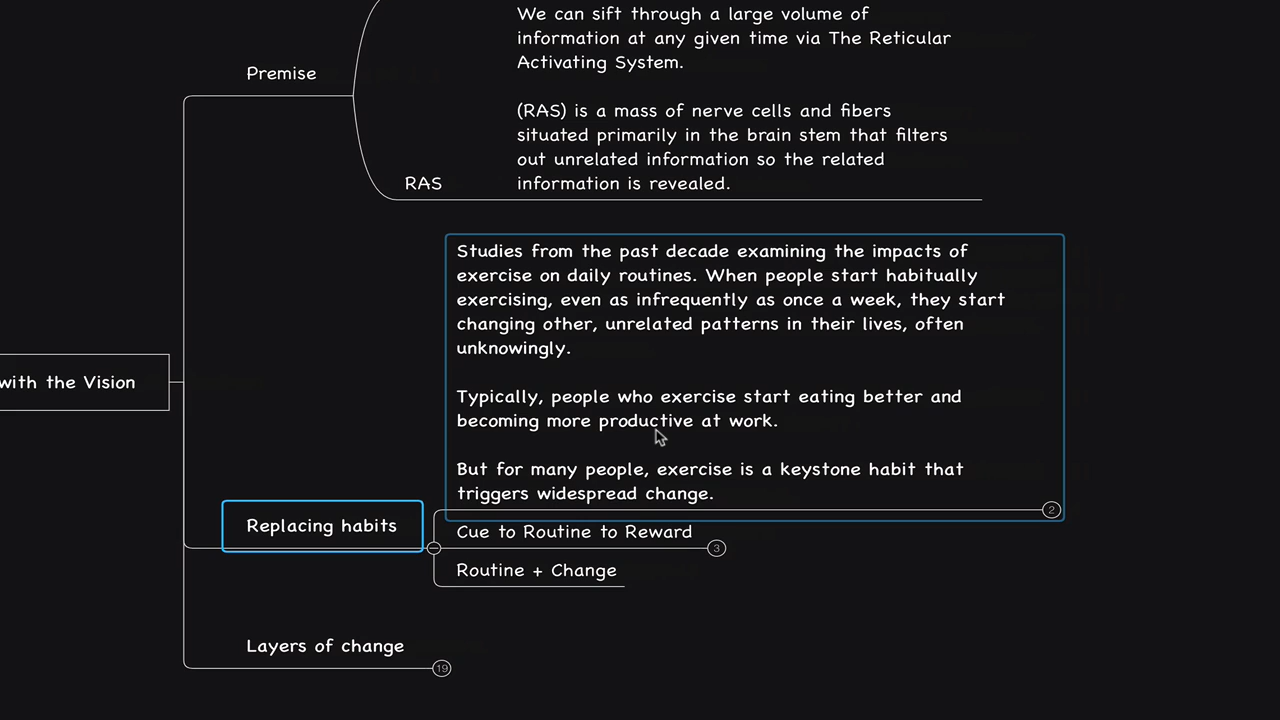 We can sift through a large volume of
information at any given time via The Reticular
Activating System.
Premise
(RAS) is a mass of nerve cells and fibers
situated primarily in the brain stem that filters
out unrelated information so the related
RAS
information is revealed.
Studies from the past decade examining the impacts of
exercise on daily routines. When people start habitually
exercising, even as infrequently as once a week, they start
changing other, unrelated patterns in their lives, often
unknowingly.
with the Vision
Typically, people who exercise start eating better and
becoming more productive at work.
But for many people, exercise is a keystone habit that
triggers widespread change.
2
Replacing habits
Cue to Routine to Reward
3
Routine + Change
Layers of change
19